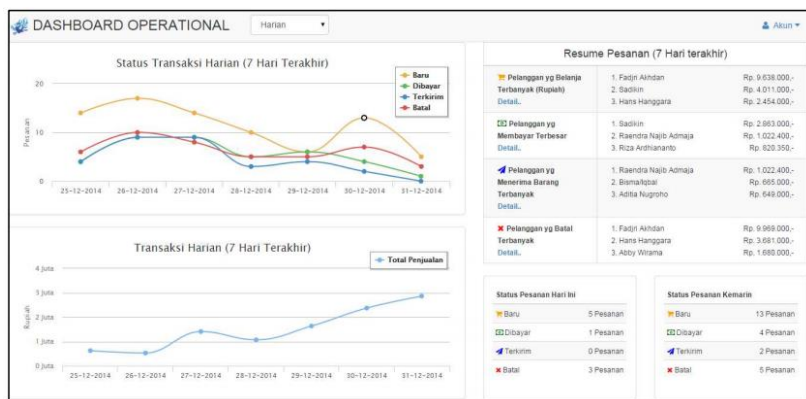 DASHBOARD OPERATIONAL
Harian
Akun
Status Transaksi Harian (7 Hari Terakhir)
Baru
Dibayar
Terkirim
Batal
Pesanan
20
10
0
25-12-2014 26-12-2014 27-12-2014 28-12-2014 29-12-2014 30-12-2014 31-12-2014
Transaksi Harian (7 Hari Terakhir)
Total Penjualan
Rupiah
4 Juta
3 Juta
2 Juta
1 Juta
0 Juta
25-12-2014 26-12-2014 27-12-2014 28-12-2014 29-12-2014 30-12-2014 31-12-2014
Resume Pesanan (7 Hari terakhir)
Pelanggan yg Belanja
Terbanyak (Rupiah)
Detail..
1. Fadjri Akhdan Rp. 9.638.000,-
2. Sadikin Rp. 4.011.000,-
3. Hans Hanggara Rp. 2.454.000,-
Pelanggan yg
Membayar Terbesar
Detail..
1. Sadikin Rp. 2.863.000,-
2. Raendra Najib Admaja Rp. 1.022.400,-
3. Riza Ardhiananto Rp. 820.350,-
Pelanggan yg
Menerima Barang
Terbanyak
Detail..
1. Raendra Najib Admaja Rp. 1.022.400,-
2. BismaIqbal Rp. 665.000,-
3. Aditia Nugroho Rp. 649.000,-
Pelanggan yg Batal
Terbanyak
Detail..
1. Fadjri Akhdan Rp. 9.969.000,-
2. Hans Hanggara Rp. 3.681.000,-
3. Abby Wirama Rp. 1.680.000,-
Status Pesanan Hari Ini
Baru 5 Pesanan
Dibayar 1 Pesanan
Terkirim 0 Pesanan
Batal 3 Pesanan
Status Pesanan Kemarin
Baru 13 Pesanan
Dibayar 4 Pesanan
Terkirim 2 Pesanan
Batal 5 Pesanan